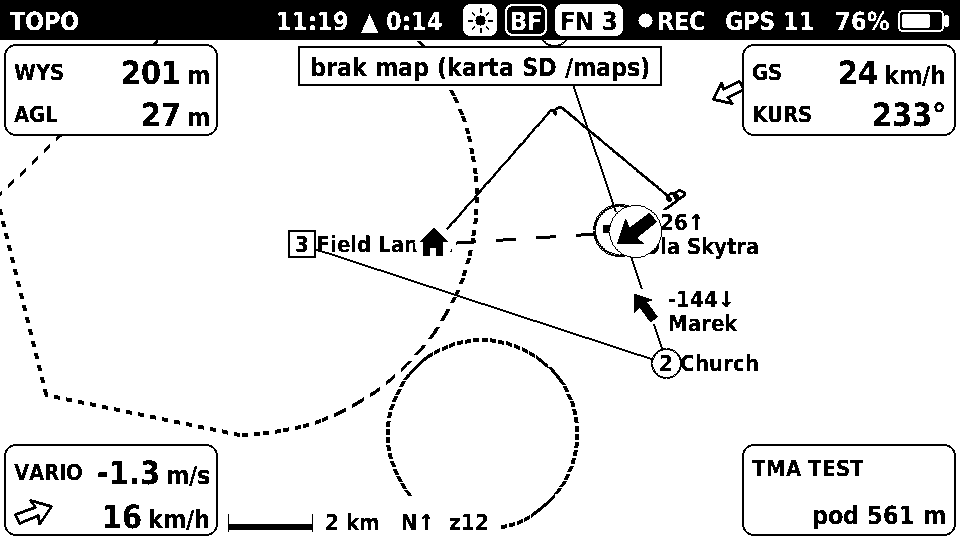 TOPO 11:19 ▲ 0:14 BF FN 3 ●REC GPS 11 76%
brak map (karta SD /maps)
WYS 201 m
AGL 27 m
GS 24 km/h
KURS 233°
26↑
Skytra
3 Field
-144↓
Marek
2 Church
VARIO -1.3 m/s
16 km/h
2 km N↑ z12
TMA TEST
pod 561 m